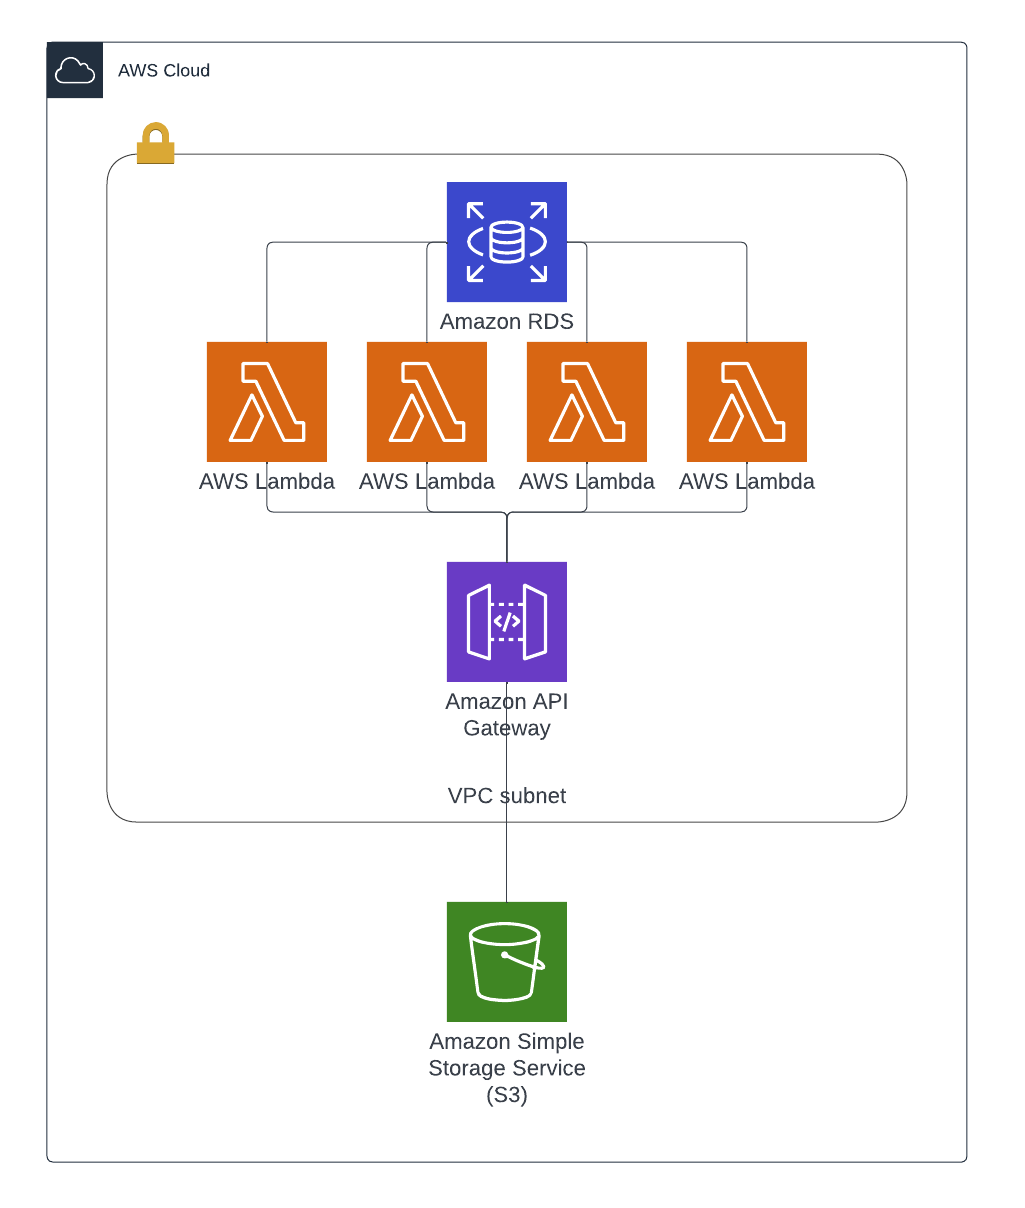 AWS Cloud
Amazon RDS
AWS Lambda
AWS Lambda
AWS Lambda
AWS Lambda
Amazon API
Gateway
VPC subnet
Amazon Simple
Storage Service
(S3)